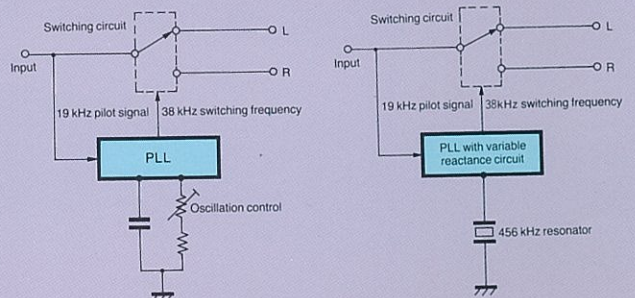 Switching circuit
L
Input
R
19 kHz pilot signal
38 kHz switching frequency
PLL
Oscillation control
Switching circuit
L
Input
R
19 kHz pilot signal
38kHz switching frequency
PLL with variable
reactance circuit
456 kHz resonator